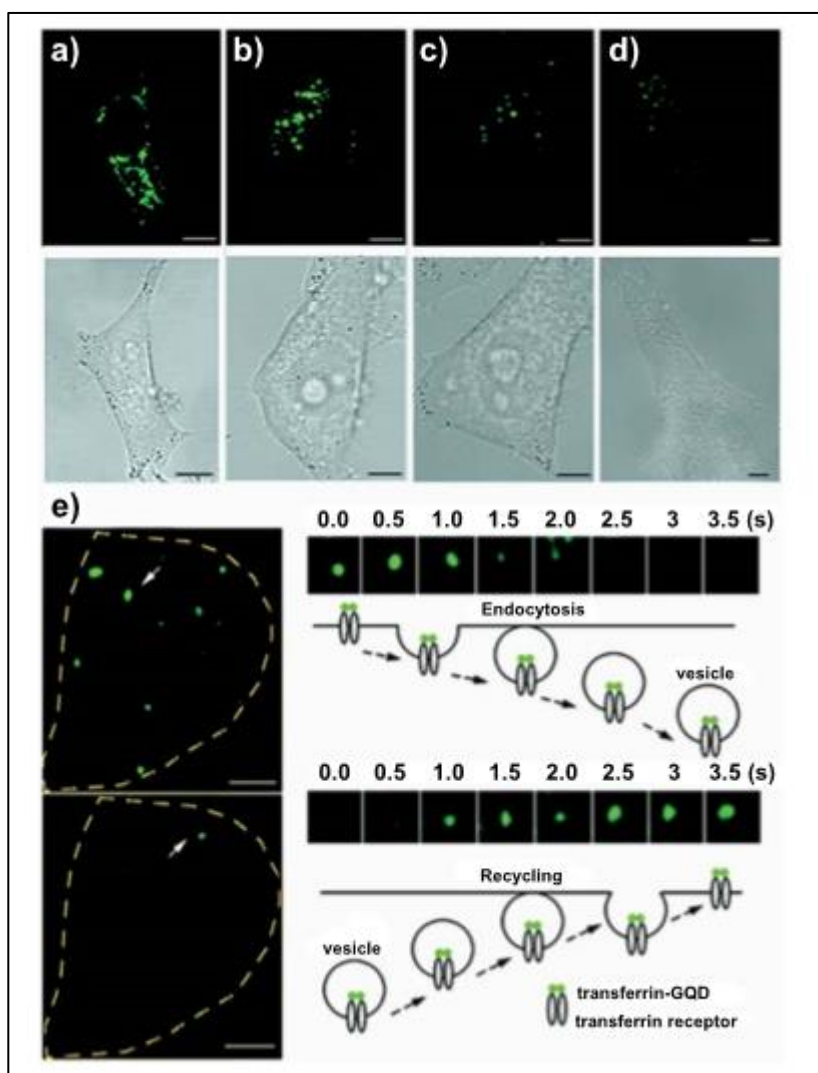 a) b) c) d)
e)
0.0 0.5 1.0 1.5 2.0 2.5 3 3.5 (s)
Endocytosis
vesicle
0.0 0.5 1.0 1.5 2.0 2.5 3 3.5 (s)
Recycling
vesicle
transferrin-GQD
transferrin receptor